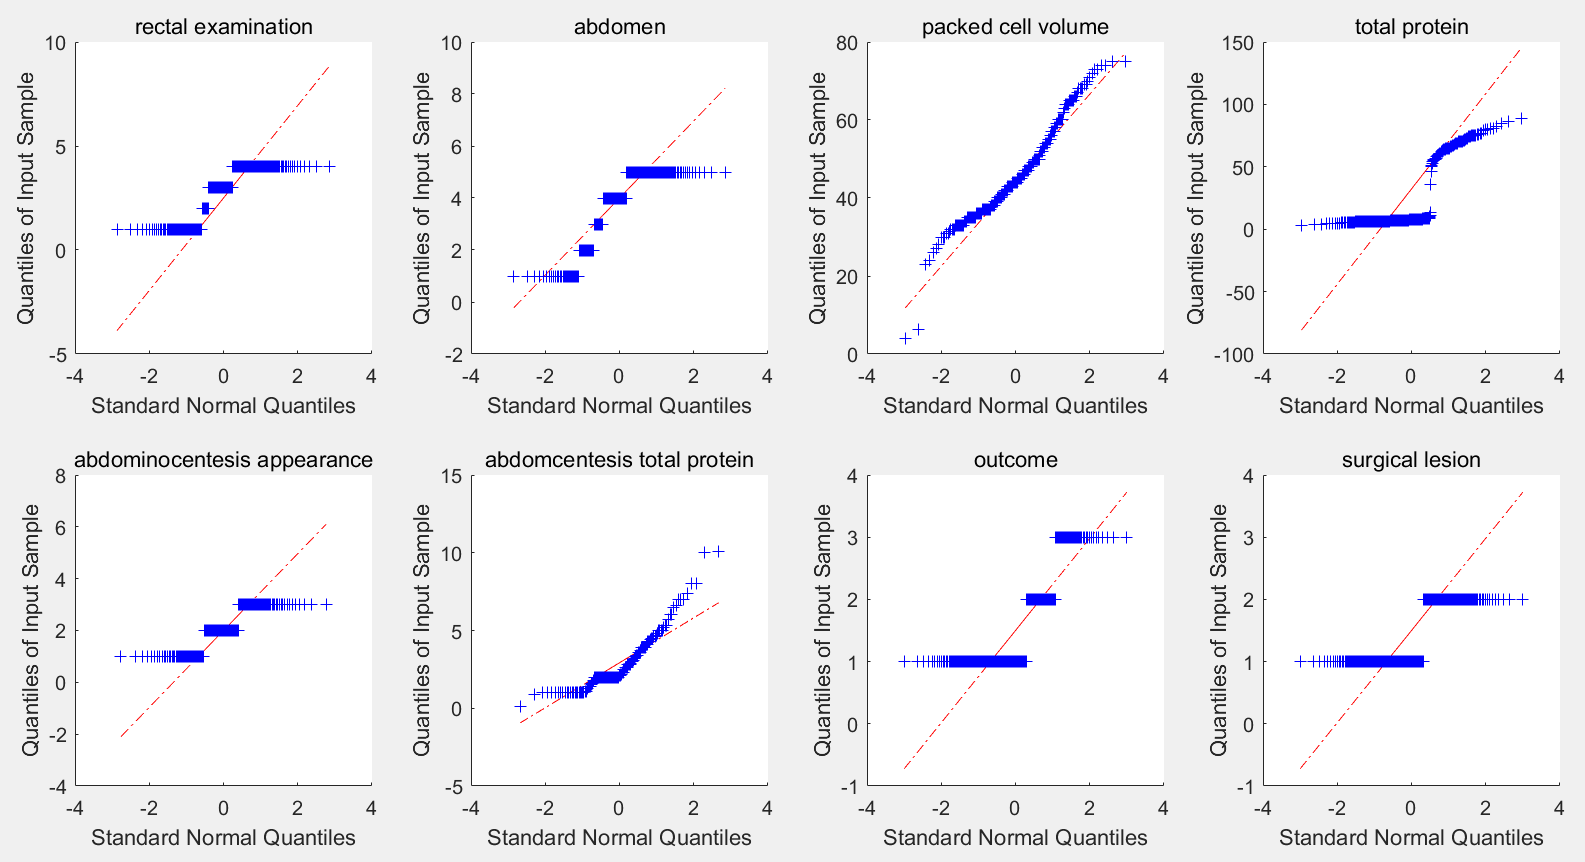 rectal examination
10
5
0
-5
Quantiles of Input Sample
-4 -2 0 2 4
Standard Normal Quantiles
abdomen
10
8
6
4
2
0
-2
Quantiles of Input Sample
-4 -2 0 2 4
Standard Normal Quantiles
packed cell volume
80
60
40
20
0
Quantiles of Input Sample
-4 -2 0 2 4
Standard Normal Quantiles
total protein
150
100
50
0
-50
-100
Quantiles of Input Sample
-4 -2 0 2 4
Standard Normal Quantiles
abdominocentesis appearance
8
6
4
2
0
-2
-4
Quantiles of Input Sample
-4 -2 0 2 4
Standard Normal Quantiles
abdomcentesis total protein
15
10
5
0
-5
Quantiles of Input Sample
-4 -2 0 2 4
Standard Normal Quantiles
outcome
4
3
2
1
0
-1
Quantiles of Input Sample
-4 -2 0 2 4
Standard Normal Quantiles
surgical lesion
4
3
2
1
0
-1
Quantiles of Input Sample
-4 -2 0 2 4
Standard Normal Quantiles